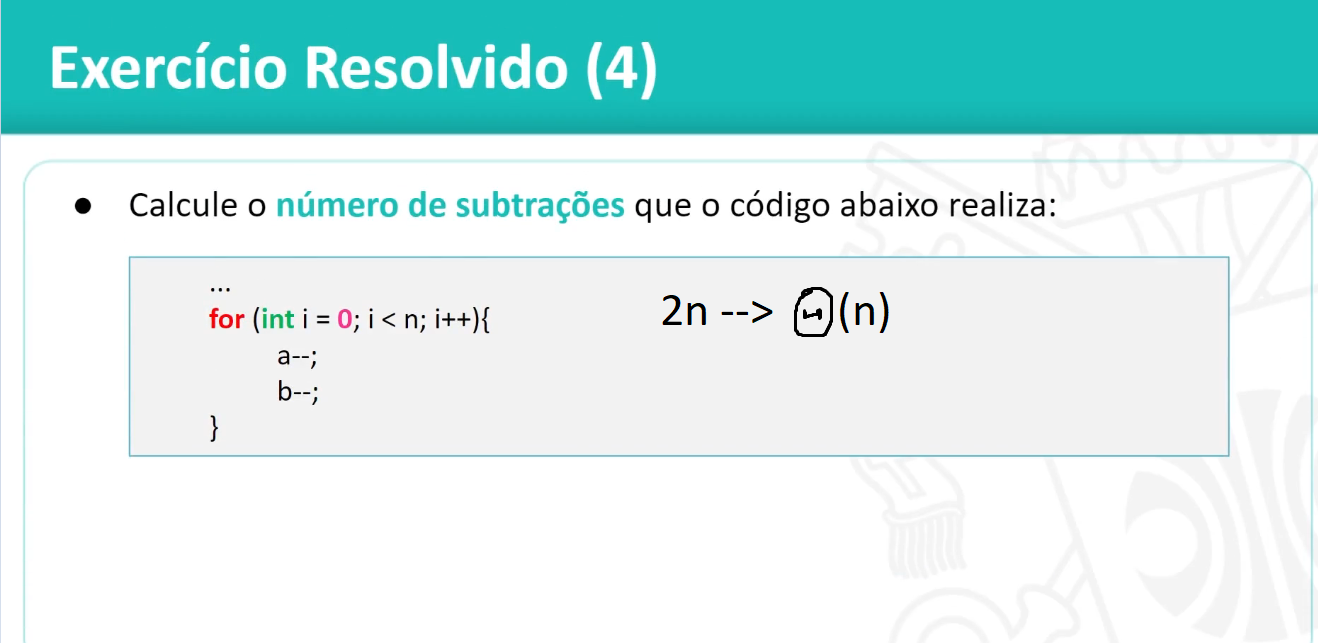 Exercício Resolvido (4)
● Calcule o número de subtrações que o código abaixo realiza:
...
for (int i = 0; i < n; i++){
2n --> Θ(n)
a--;
b--;
}